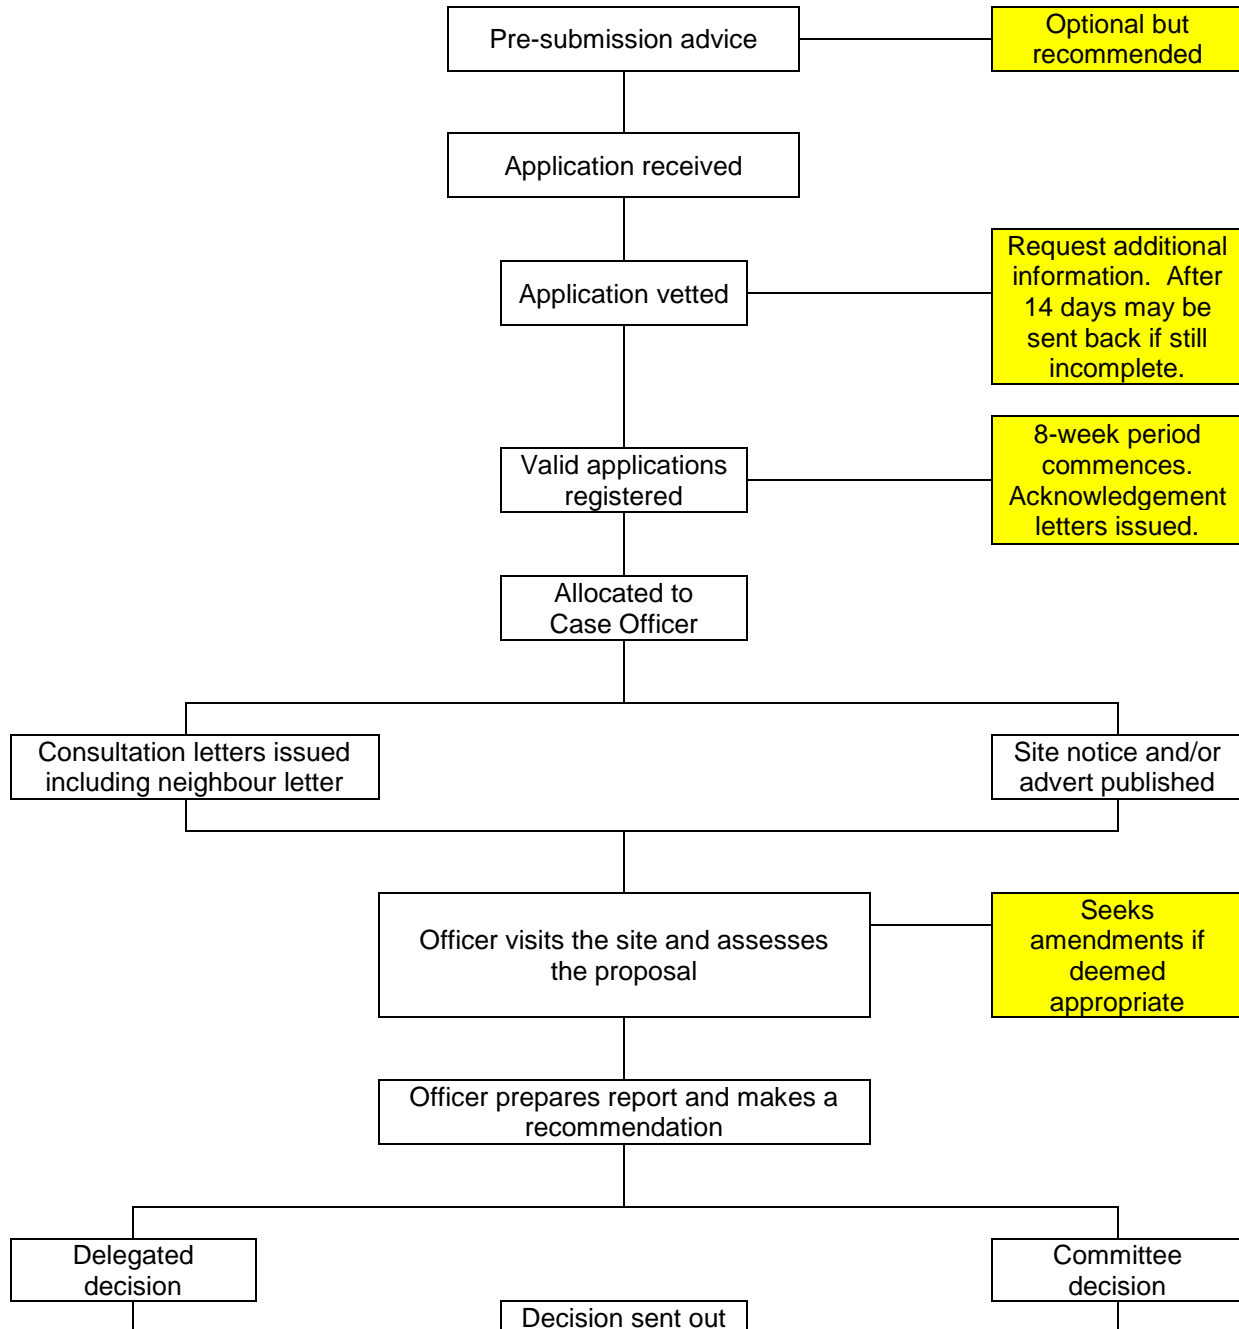 Pre-submission advice
Optional but
recommended
Application received
Application vetted
Request additional
information.  After
14 days may be
sent back if still
incomplete.
Valid applications
registered
8-week period
commences.
Acknowledgement
letters issued.
Allocated to
Case Officer
Consultation letters issued
including neighbour letter
Site notice and/or
advert published
Officer visits the site and assesses
the proposal
Seeks
amendments if
deemed
appropriate
Officer prepares report and makes a
recommendation
Delegated
decision
Committee
decision
Decision sent out